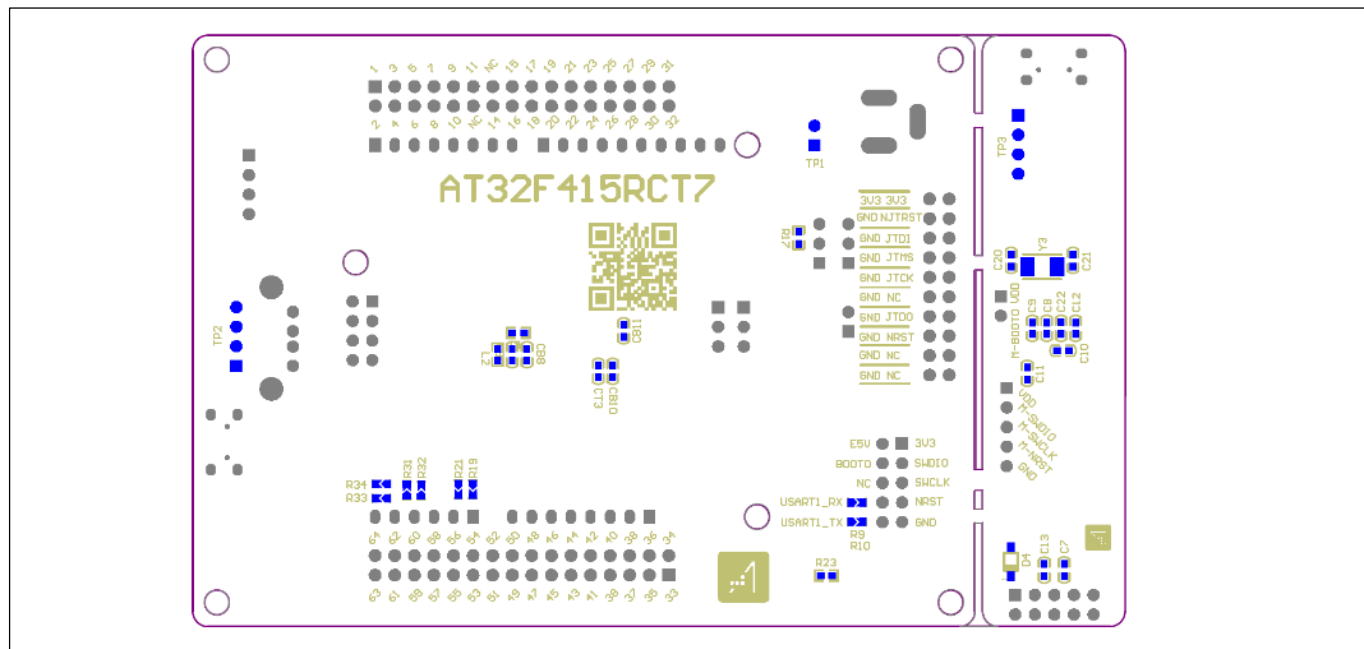 1 3 5 7 9 11 NC 15 17 19 21 23 25 27 29 31
2 4 6 8 10 NC 14 16 18 20 22 24 26 28 30 32
TP1
TP3
AT32F415RCT7
R17
3V3 3V3
GND NJTRST
GND JTDI
GND JTMS
GND JTCK
GND NC
GND JTDO
GND NRST
GND NC
GND NC
C20
Y3
C21
M-BOOT0 VDD
C9
C8
C22
C12
C10
C11
TP2
L2
CB8
CB11
CT3
CB10
VDD
M-SWDIO
M-SWCLK
M-NRST
GND
E5V 3V3
BOOT0 SWDIO
NC SWCLK
USART1_RX NRST
USART1_TX GND
R9
R10
R34
R33
R31
R32
R21
R19
64 62 60 58 56 54 52 50 48 46 44 42 40 38 36 34
63 61 59 57 55 53 51 49 47 45 43 41 39 37 35 33
R23
D4
C13
C7